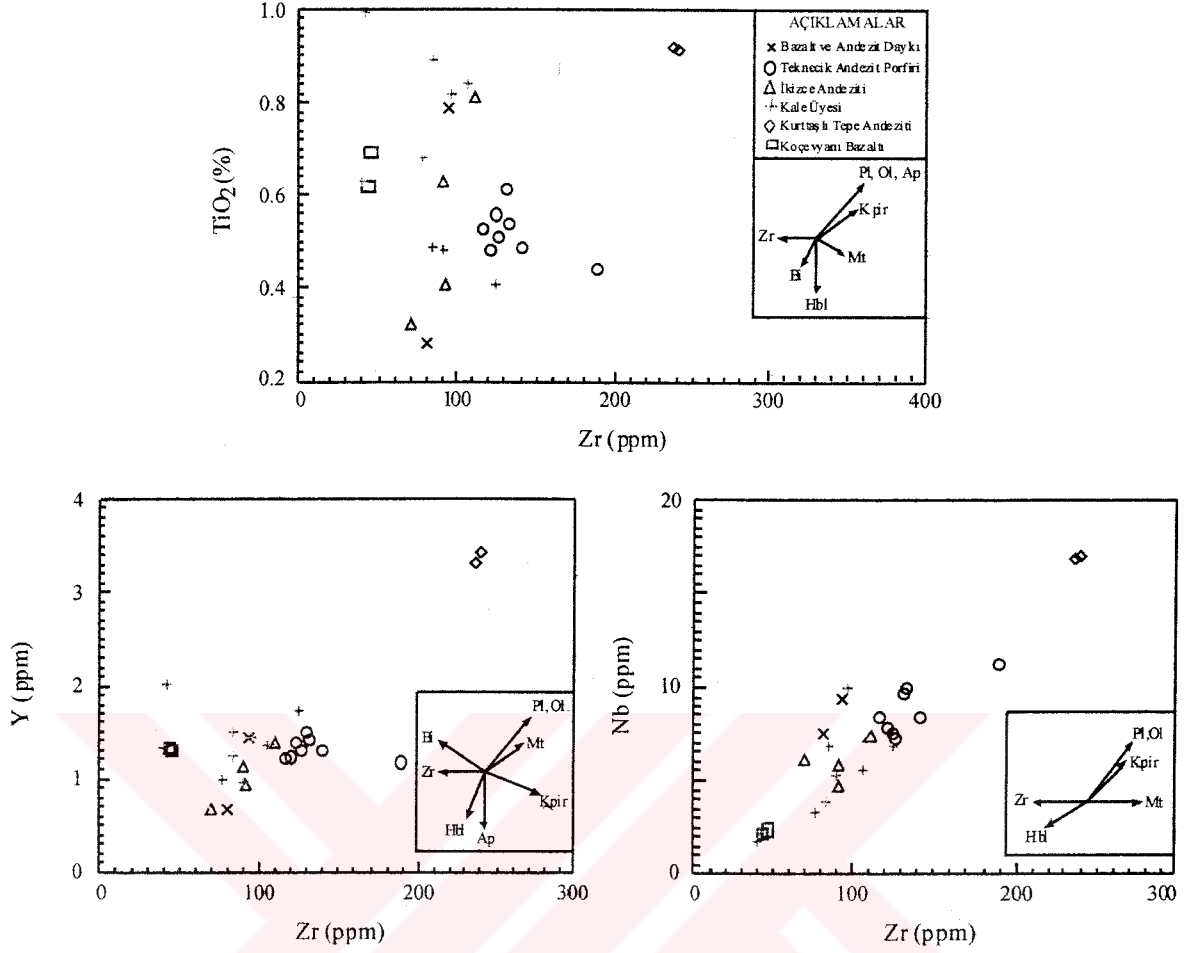 1.0
0.8
0.6
0.4
0.2
TiO2 (%)
0
100
200
300
400
Zr (ppm)
AÇIKLAMALAR
Bazalt ve Andezit Daykı
Teknecik Andezit Porfiri
İkizce Andeziti
Kale Üyesi
Kurttaşlı Tepe Andeziti
Koçevyanı Bazaltı
Pl, Ol, Ap
Kpir
Zr
Mt
Bi
Hbl
4
3
2
1
0
Y (ppm)
0
100
200
300
Zr (ppm)
Pl, Ol
Bi
Mt
Zr
Kpir
Hbl
Ap
20
10
0
Nb (ppm)
0
100
200
300
Zr (ppm)
Pl,Ol
Kpir
Zr
Mt
Hbl